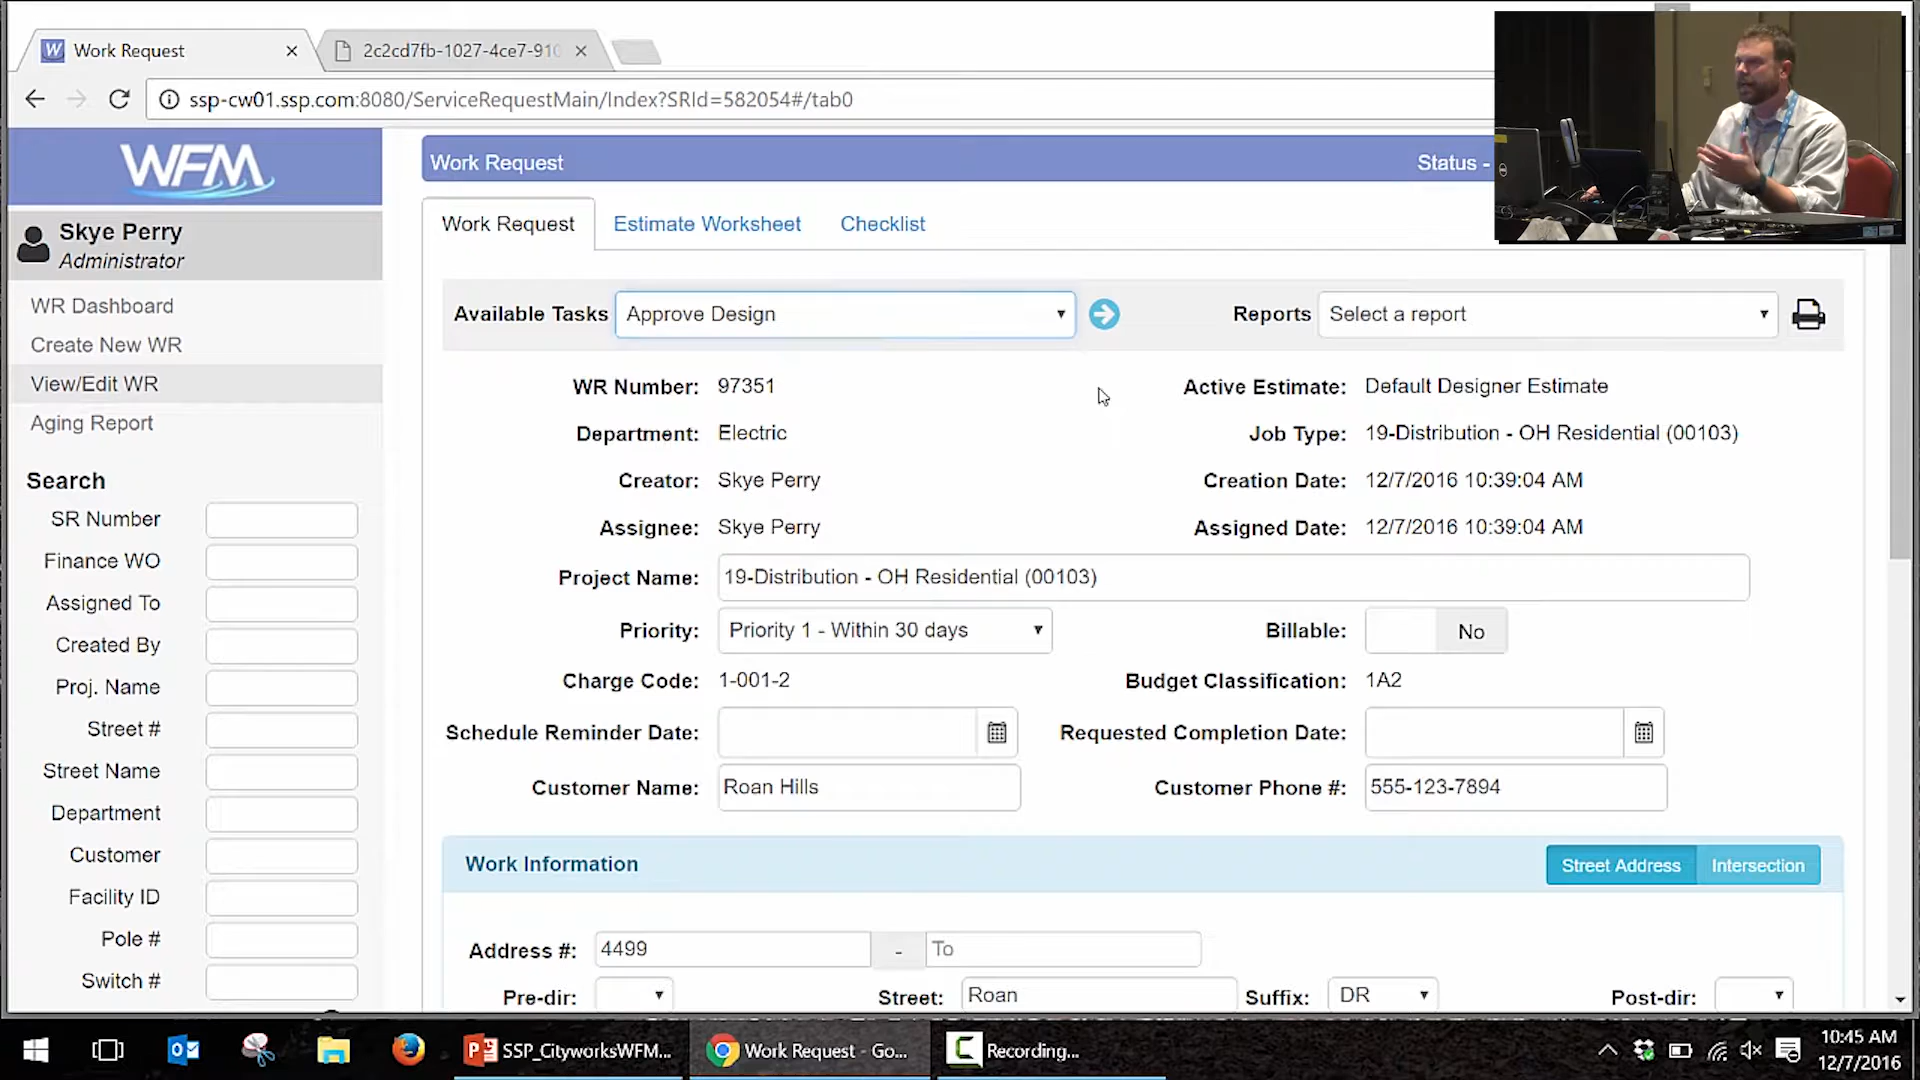 Work Request
2c2cd7fb-1027-4ce7-910
ssp-cw01.ssp.com:8080/ServiceRequestMain/Index?SRId=582054#/tab0
WFM
Skye Perry
Administrator
WR Dashboard
Create New WR
View/Edit WR
Aging Report
Search
SR Number
Finance WO
Assigned To
Created By
Proj. Name
Street #
Street Name
Department
Customer
Facility ID
Pole #
Switch #
Work Request Status -
Work Request Estimate Worksheet Checklist
Available Tasks Approve Design Reports Select a report
WR Number: 97351 Active Estimate: Default Designer Estimate
Department: Electric Job Type: 19-Distribution - OH Residential (00103)
Creator: Skye Perry Creation Date: 12/7/2016 10:39:04 AM
Assignee: Skye Perry Assigned Date: 12/7/2016 10:39:04 AM
Project Name: 19-Distribution - OH Residential (00103)
Priority: Priority 1 - Within 30 days Billable: No
Charge Code: 1-001-2 Budget Classification: 1A2
Schedule Reminder Date: Requested Completion Date:
Customer Name: Roan Hills Customer Phone #: 555-123-7894
Work Information Street Address Intersection
Address #: 4499 - To
Pre-dir: Street: Roan Suffix: DR Post-dir:
SSP_CityworksWFM... Work Request - Go... Recording... 10:45 AM
12/7/2016